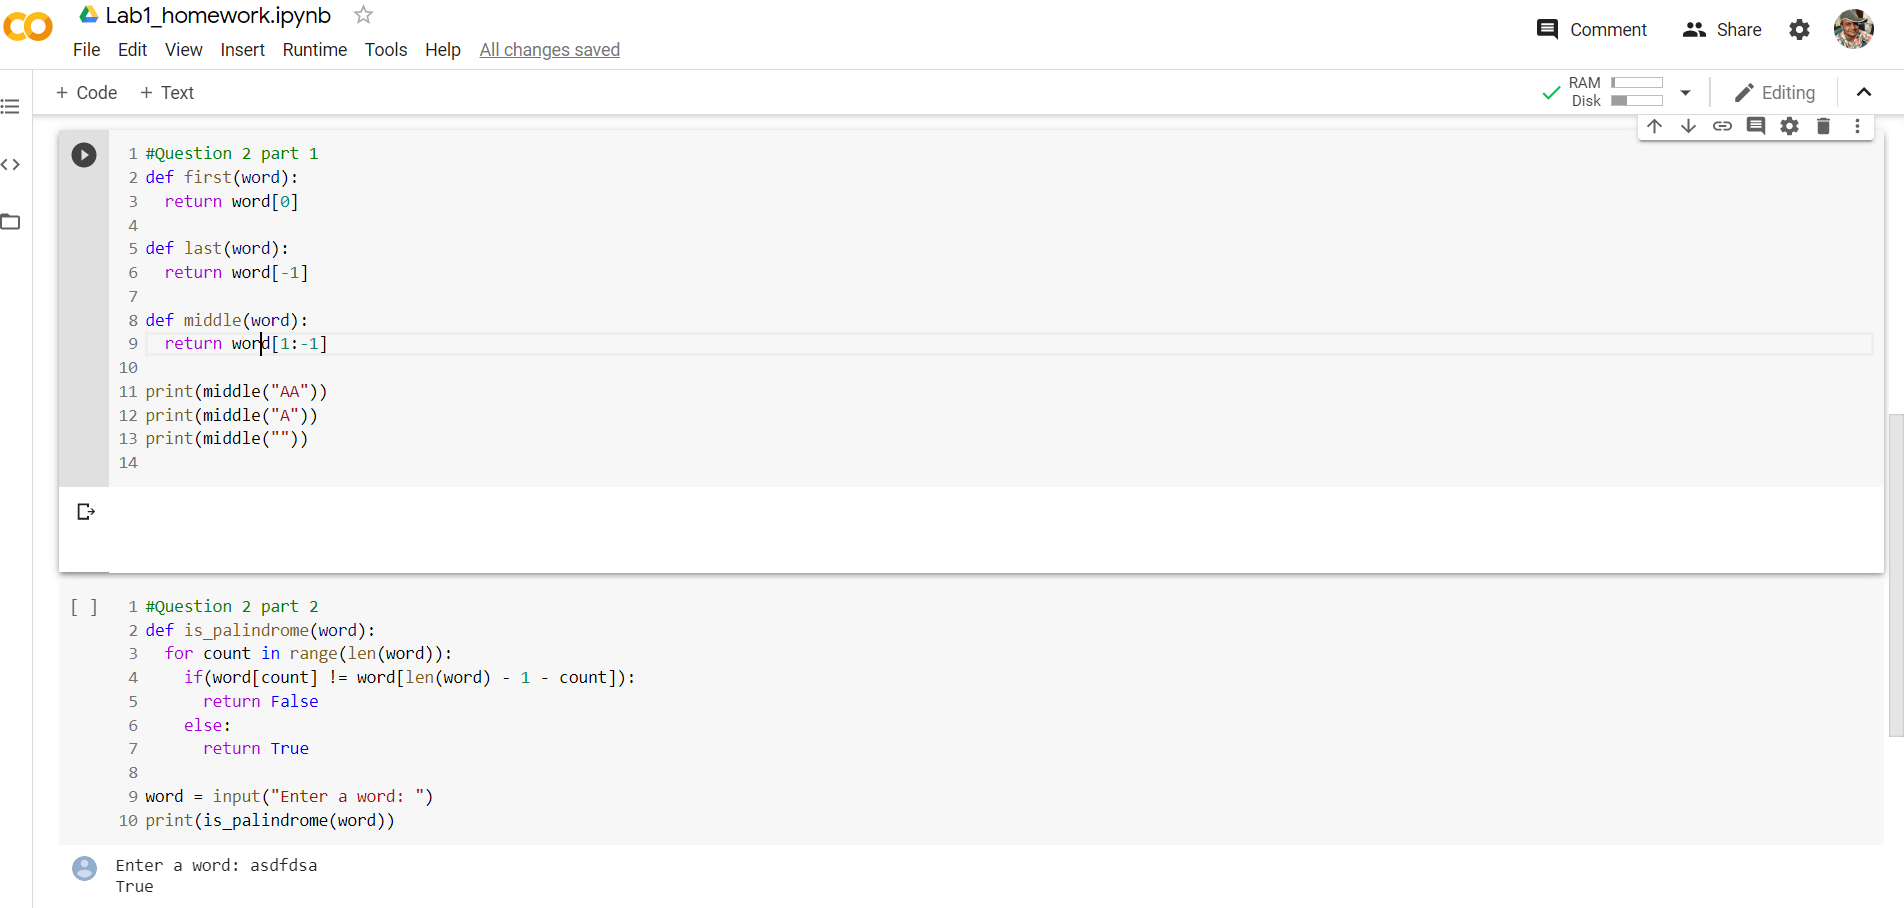 Lab1_homework.ipynb
File Edit View Insert Runtime Tools Help All changes saved
Comment Share
+ Code + Text
RAM
Disk
Editing
1 #Question 2 part 1
2 def first(word):
3   return word[0]
4
5 def last(word):
6   return word[-1]
7
8 def middle(word):
9   return word[1:-1]
10
11 print(middle("AA"))
12 print(middle("A"))
13 print(middle(""))
14
[ ] 1 #Question 2 part 2
2 def is_palindrome(word):
3   for count in range(len(word)):
4     if(word[count] != word[len(word) - 1 - count]):
5       return False
6     else:
7       return True
8
9 word = input("Enter a word: ")
10 print(is_palindrome(word))
Enter a word: asdfdsa
True